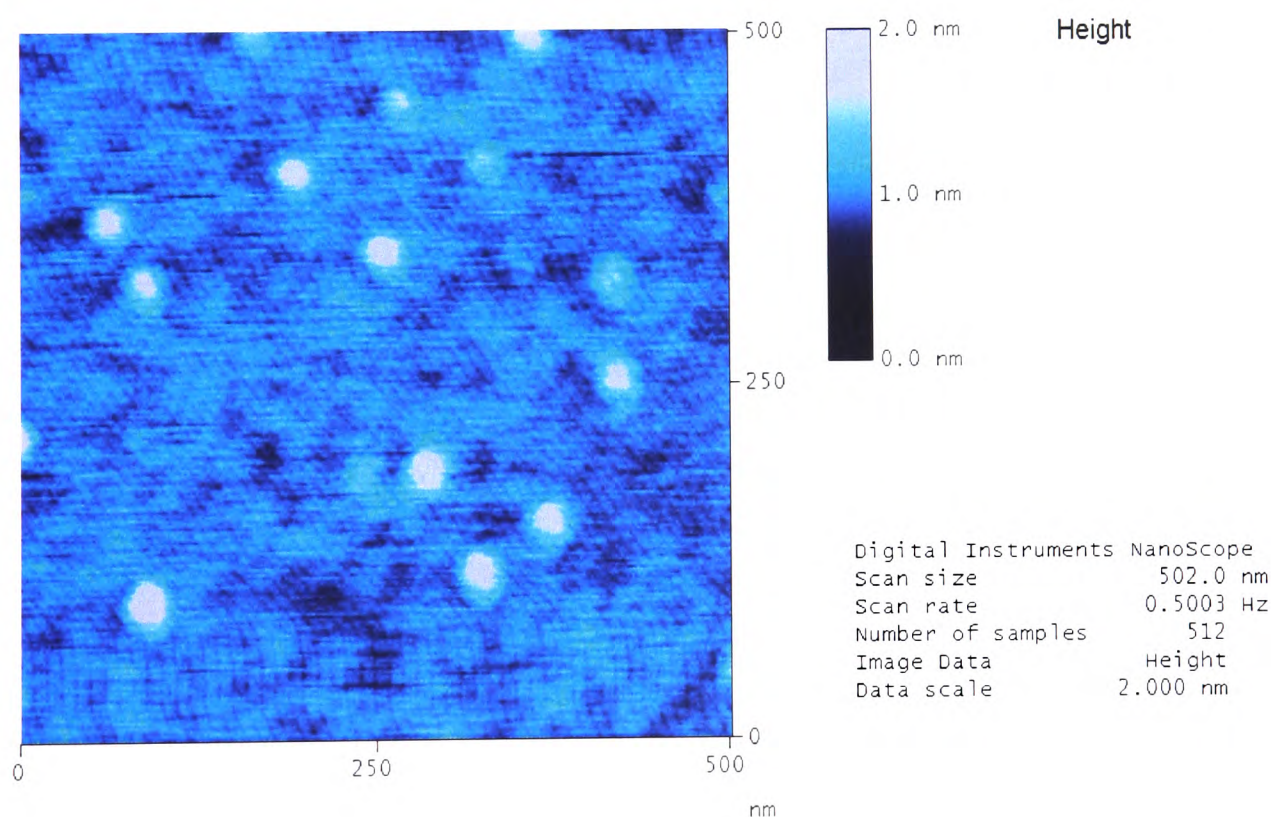 500
2.0 nm
Height
1.0 nm
0.0 nm
250
0
0
250
500
nm
Digital Instruments NanoScope
Scan size 502.0 nm
Scan rate 0.5003 Hz
Number of samples 512
Image Data Height
Data scale 2.000 nm